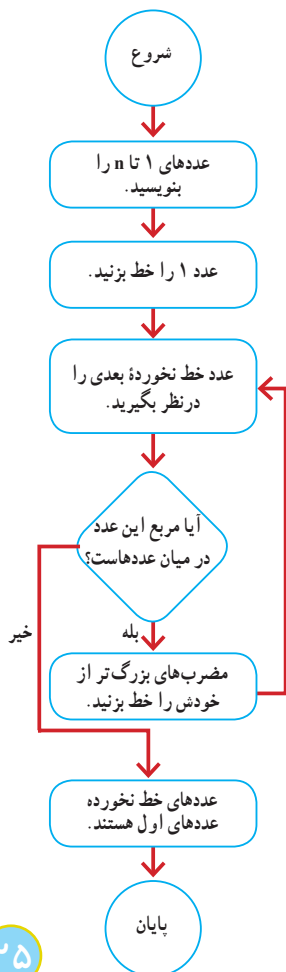 شروع
عددهای ۱ تا n را
بنویسید.
عدد ۱ را خط بزنید.
عدد خط نخوردهٔ بعدی را
درنظر بگیرید.
آیا مربع این عدد
در میان عددهاست؟
خیر
بله
مضرب‌های بزرگ‌تر از
خودش را خط بزنید.
عددهای خط نخورده
عددهای اول هستند.
پایان
۲۵